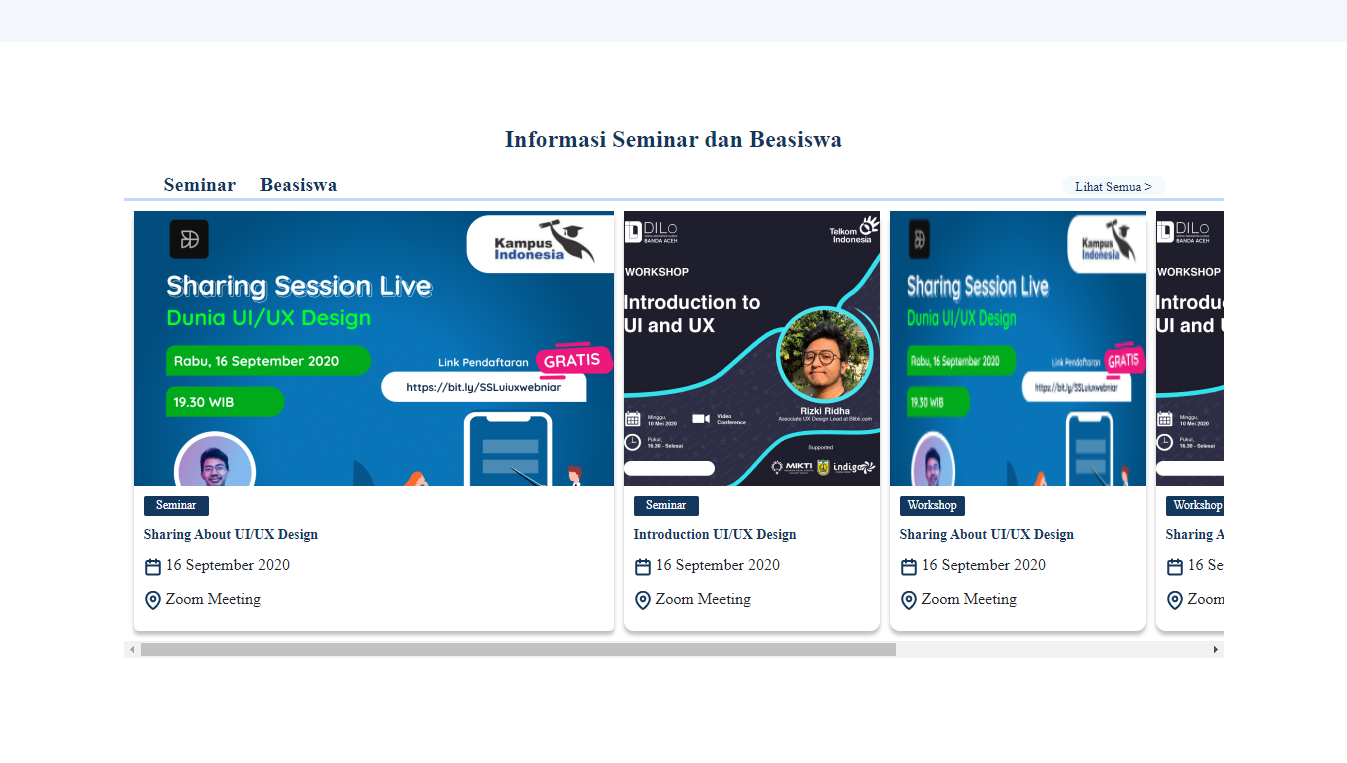 Informasi Seminar dan Beasiswa
Seminar Beasiswa
Lihat Semua >
Kampus
Indonesia
Sharing Session Live
Dunia UI/UX Design
Rabu, 16 September 2020
Link Pendaftaran GRATIS
https://bit.ly/SSLuiuxwebniar
19.30 WIB
Seminar
Sharing About UI/UX Design
16 September 2020
Zoom Meeting
DILo
BANDA ACEH
Telkom
Indonesia
WORKSHOP
Introduction to
UI and UX
Rizki Ridha
Associate UX Design Lead at Blibli.com
Minggu,
10 Mei 2020
Video
Conference
Pukul,
16.30 - Selesai
Supported
MIKTI
indigo
Seminar
Introduction UI/UX Design
16 September 2020
Zoom Meeting
Kampus
Indonesia
Sharing Session Live
Dunia UI/UX Design
Rabu, 16 September 2020
Link Pendaftaran GRATIS
https://bit.ly/SSLuiuxwebniar
19.30 WIB
Workshop
Sharing About UI/UX Design
16 September 2020
Zoom Meeting
DILo
BANDA ACEH
WORKSHOP
Introdu
UI and U
Minggu,
10 Mei 2020
Pukul,
16.30 - Selesai
Workshop
Sharing A
16 Se
Zoom